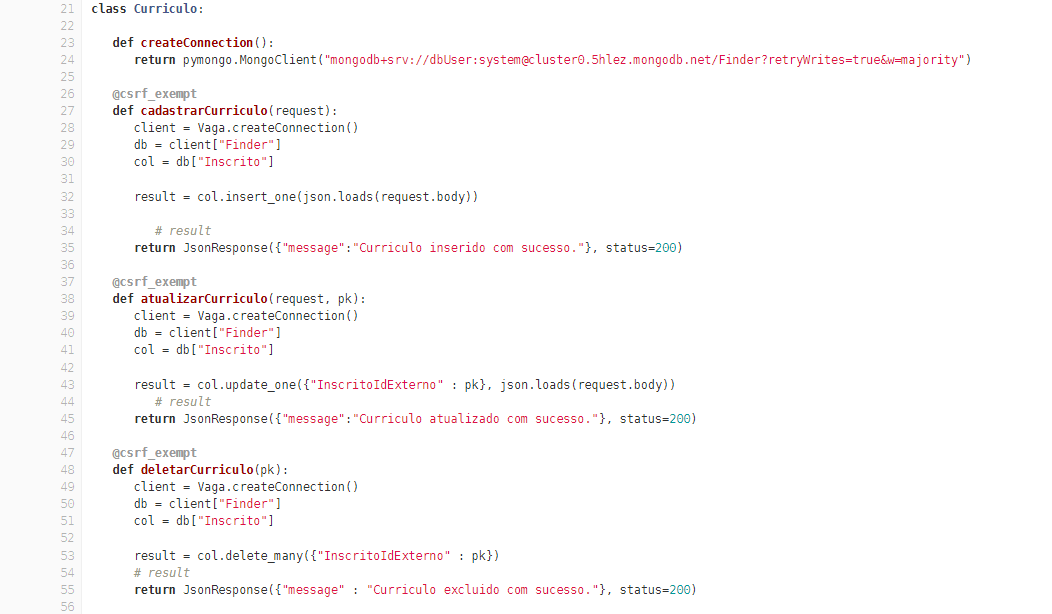 21 class Curriculo:
22
23 def createConnection():
24 return pymongo.MongoClient("mongodb+srv://dbUser:system@cluster0.5hlez.mongodb.net/Finder?retryWrites=true&w=majority")
25
26 @csrf_exempt
27 def cadastrarCurriculo(request):
28 client = Vaga.createConnection()
29 db = client["Finder"]
30 col = db["Inscrito"]
31
32 result = col.insert_one(json.loads(request.body))
33
34 # result
35 return JsonResponse({"message":"Curriculo inserido com sucesso."}, status=200)
36
37 @csrf_exempt
38 def atualizarCurriculo(request, pk):
39 client = Vaga.createConnection()
40 db = client["Finder"]
41 col = db["Inscrito"]
42
43 result = col.update_one({"InscritoIdExterno" : pk}, json.loads(request.body))
44 # result
45 return JsonResponse({"message":"Curriculo atualizado com sucesso."}, status=200)
46
47 @csrf_exempt
48 def deletarCurriculo(pk):
49 client = Vaga.createConnection()
50 db = client["Finder"]
51 col = db["Inscrito"]
52
53 result = col.delete_many({"InscritoIdExterno" : pk})
54 # result
55 return JsonResponse({"message" : "Curriculo excluido com sucesso."}, status=200)
56